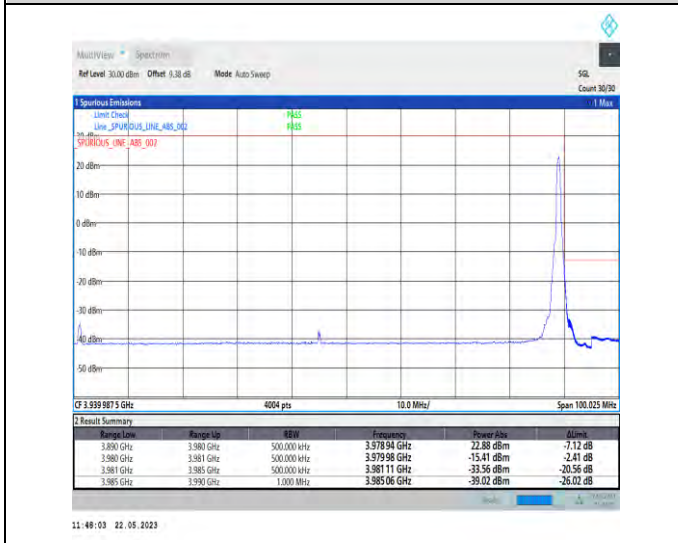 MultiView Spectrum
Ref Level 30.00 dBm Offset 9.38 dB Mode Auto Sweep SGL
Count 30/30
1 Spurious Emissions 1 Max
Limit Check PASS
Line _SPURIOUS_LINE_ABS_002 PASS
_SPURIOUS_LINE_ABS_002
20 dBm
10 dBm
0 dBm
-10 dBm
-20 dBm
-30 dBm
-40 dBm
-50 dBm
CF 3.939 987 5 GHz 4004 pts 10.0 MHz/ Span 100.025 MHz
2 Result Summary
Range Low Range Up RBW Frequency Power Abs ΔLimit
3.890 GHz 3.980 GHz 500.000 kHz 3.978 94 GHz 22.88 dBm -7.12 dB
3.980 GHz 3.981 GHz 500.000 kHz 3.979 98 GHz -15.41 dBm -2.41 dB
3.981 GHz 3.985 GHz 500.000 kHz 3.981 11 GHz -33.56 dBm -20.56 dB
3.985 GHz 3.990 GHz 1.000 MHz 3.985 06 GHz -39.02 dBm -26.02 dB
11:48:03 22.05.2023